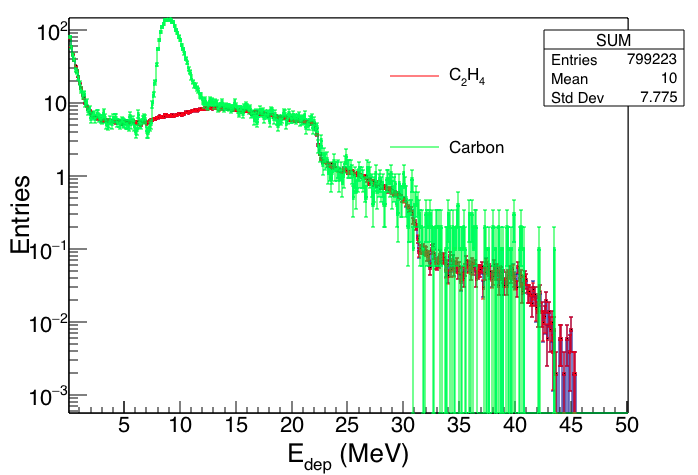 SUM
Entries 799223
Mean 10
Std Dev 7.775
C₂H₄
Carbon
Entries
10²
10
1
10⁻¹
10⁻²
10⁻³
5 10 15 20 25 30 35 40 45 50
E_dep (MeV)